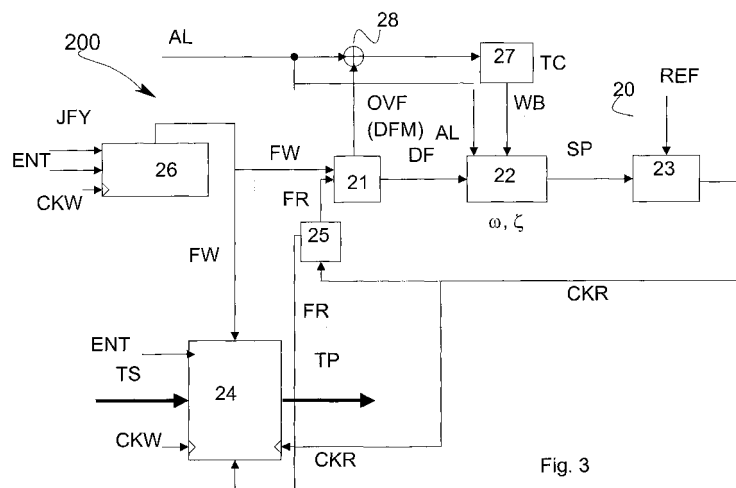 28
200
AL
27
TC
REF
OVF
(DFM)
AL
WB
20
JFY
ENT
26
FW
DF
SP
21
22
23
CKW
FR
25
ω, ζ
FW
FR
CKR
ENT
TS
24
TP
CKW
CKR
Fig. 3